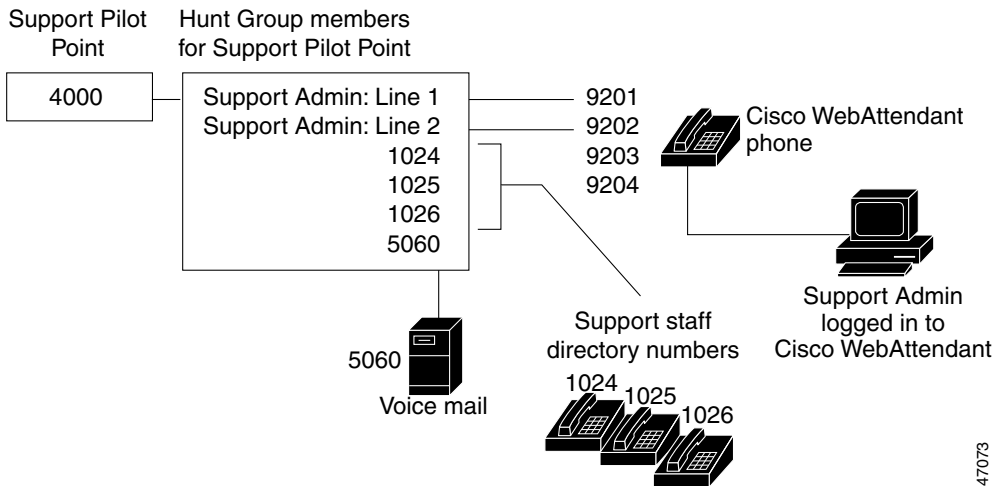 Support Pilot
Point
Hunt Group members
for Support Pilot Point
4000
Support Admin: Line 1
Support Admin: Line 2
1024
1025
1026
5060
9201
9202
9203
9204
Cisco WebAttendant
phone
Support Admin
logged in to
Cisco WebAttendant
Support staff
directory numbers
1024
1025
1026
5060
Voice mail
47073